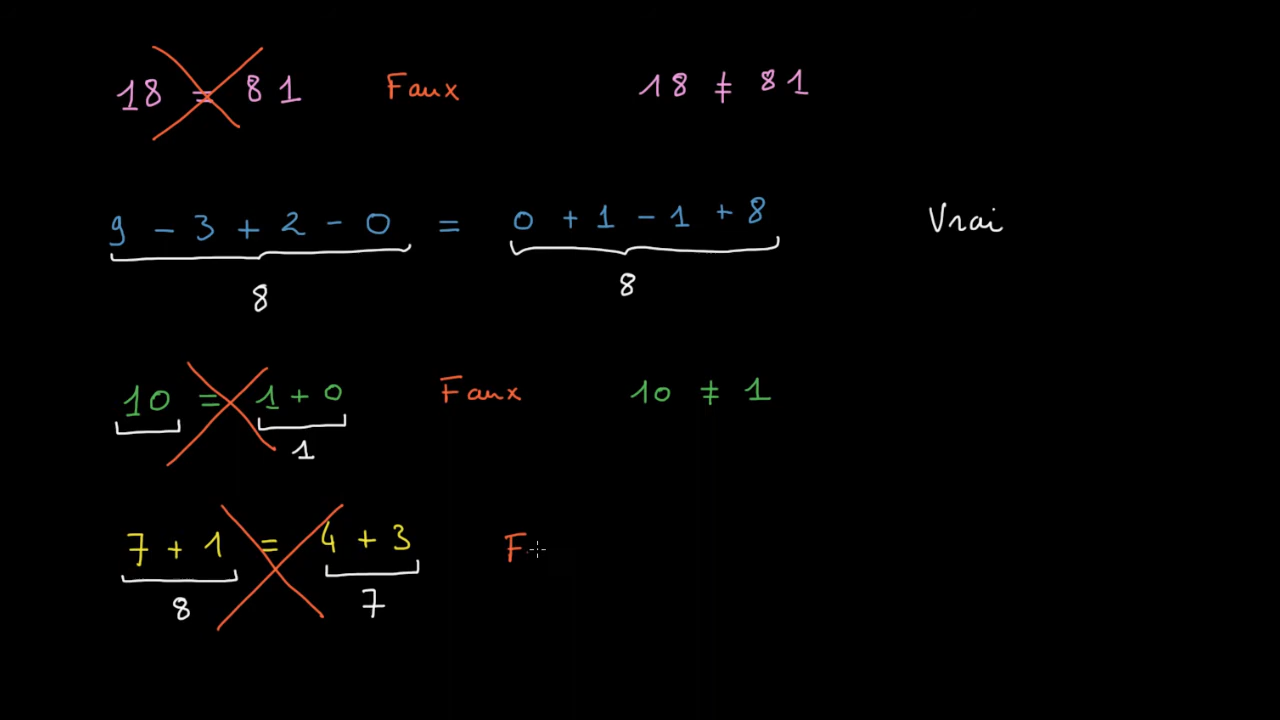 18 = 81 Faux 18 ≠ 81
9 - 3 + 2 - 0 = 0 + 1 - 1 + 8 Vrai
8 8
10 = 1 + 0 Faux 10 ≠ 1
1
7 + 1 = 4 + 3 F
8 7